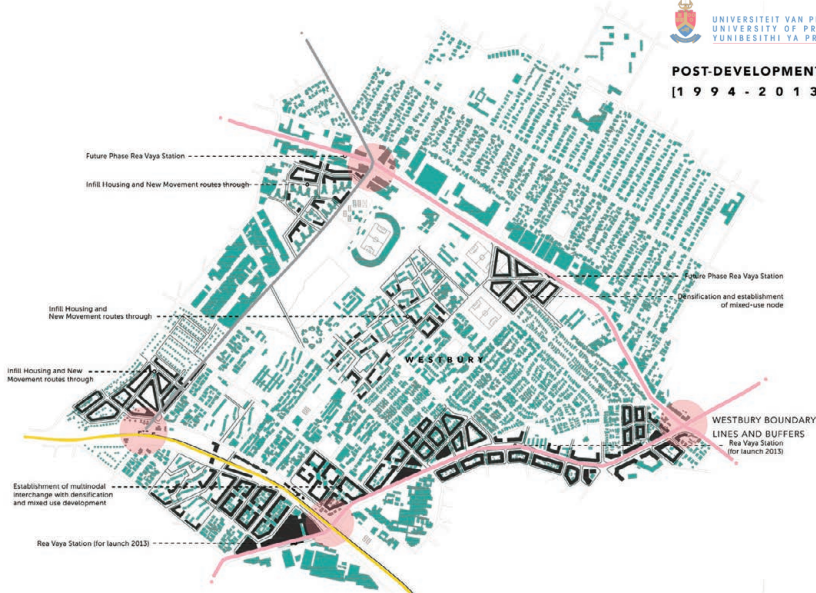 UNIVERSITEIT VAN P
UNIVERSITY OF PR
YUNIBESITHI YA PR
POST-DEVELOPMENT
[1994-2013
Future Phase Rea Vaya Station
Infill Housing and New Movement routes through
Future Phase Rea Vaya Station
Densification and establishment
of mixed-use node
Infill Housing and
New Movement routes through
WESTBURY
Infill Housing and New
Movement routes through
WESTBURY BOUNDARY
LINES AND BUFFERS
Rea Vaya Station
(for launch 2013)
Establishment of multinodal
interchange with densification
and mixed use development
Rea Vaya Station (for launch 2013)